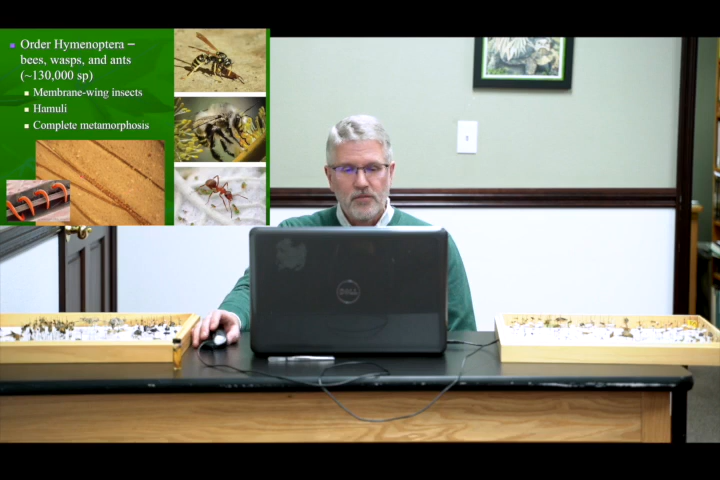 Order Hymenoptera –
bees, wasps, and ants
(~130,000 sp)
Membrane-wing insects
Hamuli
Complete metamorphosis
DELL